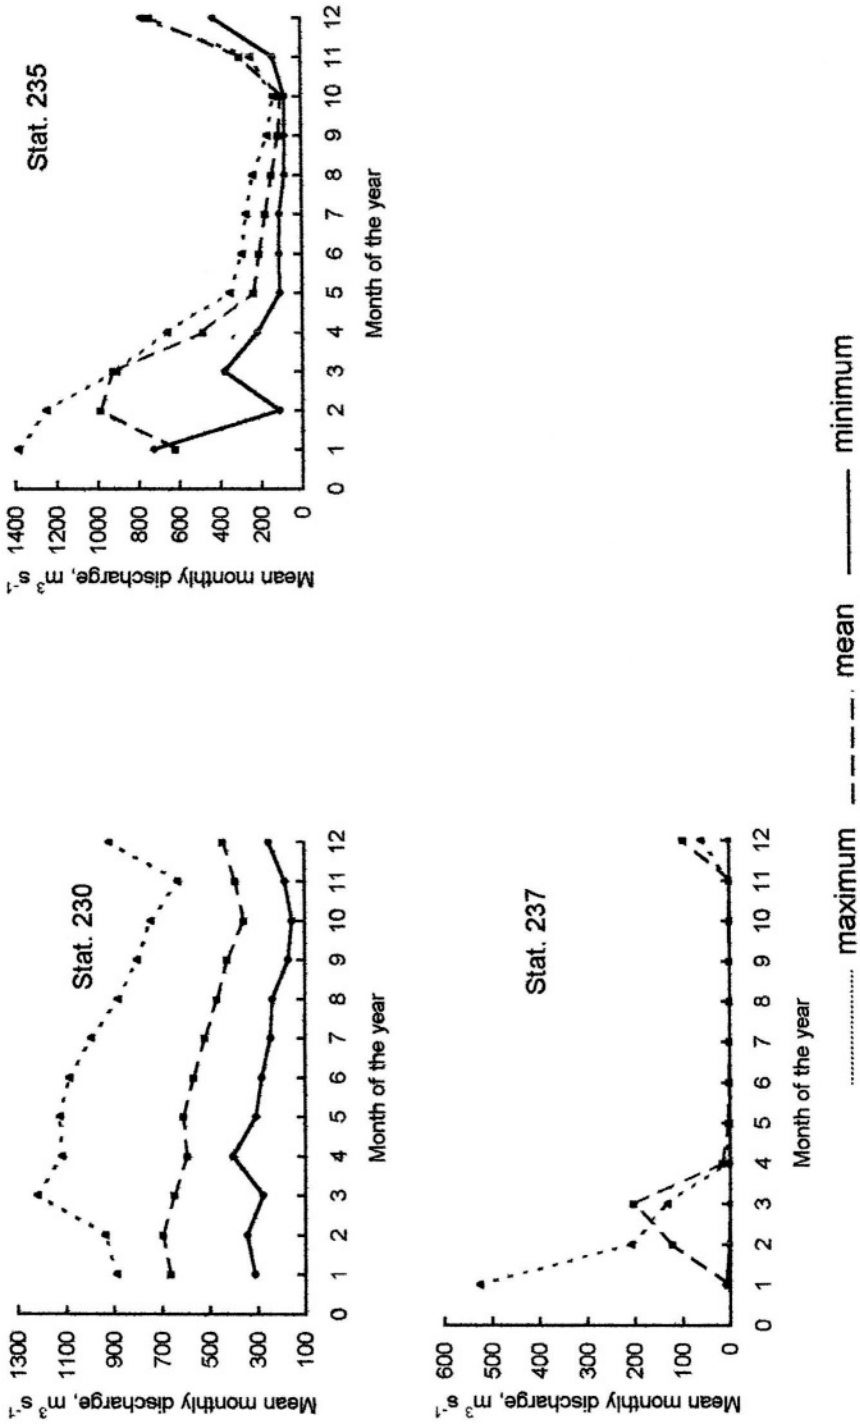 Stat. 230
Mean monthly discharge, m³ s⁻¹
1300
1100
900
700
500
300
100
0 1 2 3 4 5 6 7 8 9 10 11 12
Month of the year
Stat. 235
Mean monthly discharge, m³ s⁻¹
1400
1200
1000
800
600
400
200
0
0 1 2 3 4 5 6 7 8 9 10 11 12
Month of the year
Stat. 237
Mean monthly discharge, m³ s⁻¹
600
500
400
300
200
100
0
0 1 2 3 4 5 6 7 8 9 10 11 12
Month of the year
maximum mean minimum